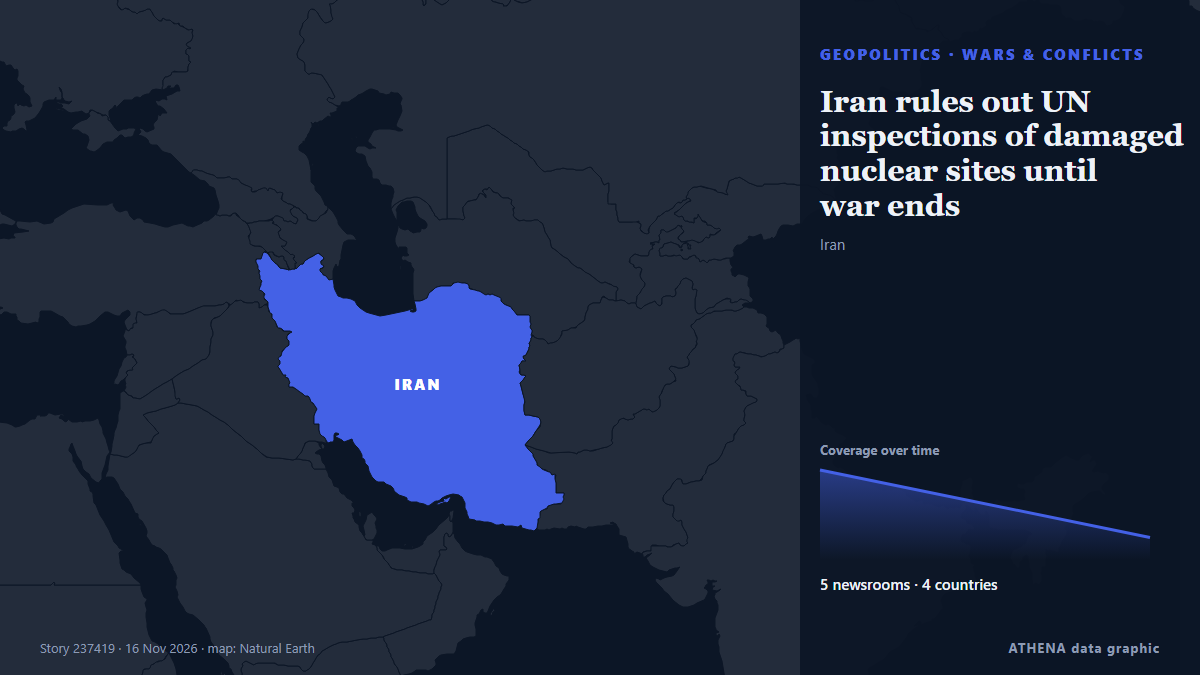 GEOPOLITICS · WARS & CONFLICTS
Iran rules out UN
inspections of damaged
nuclear sites until
war ends
Iran
IRAN
Coverage over time
5 newsrooms · 4 countries
Story 237419 · 16 Nov 2026 · map: Natural Earth
ATHENA data graphic